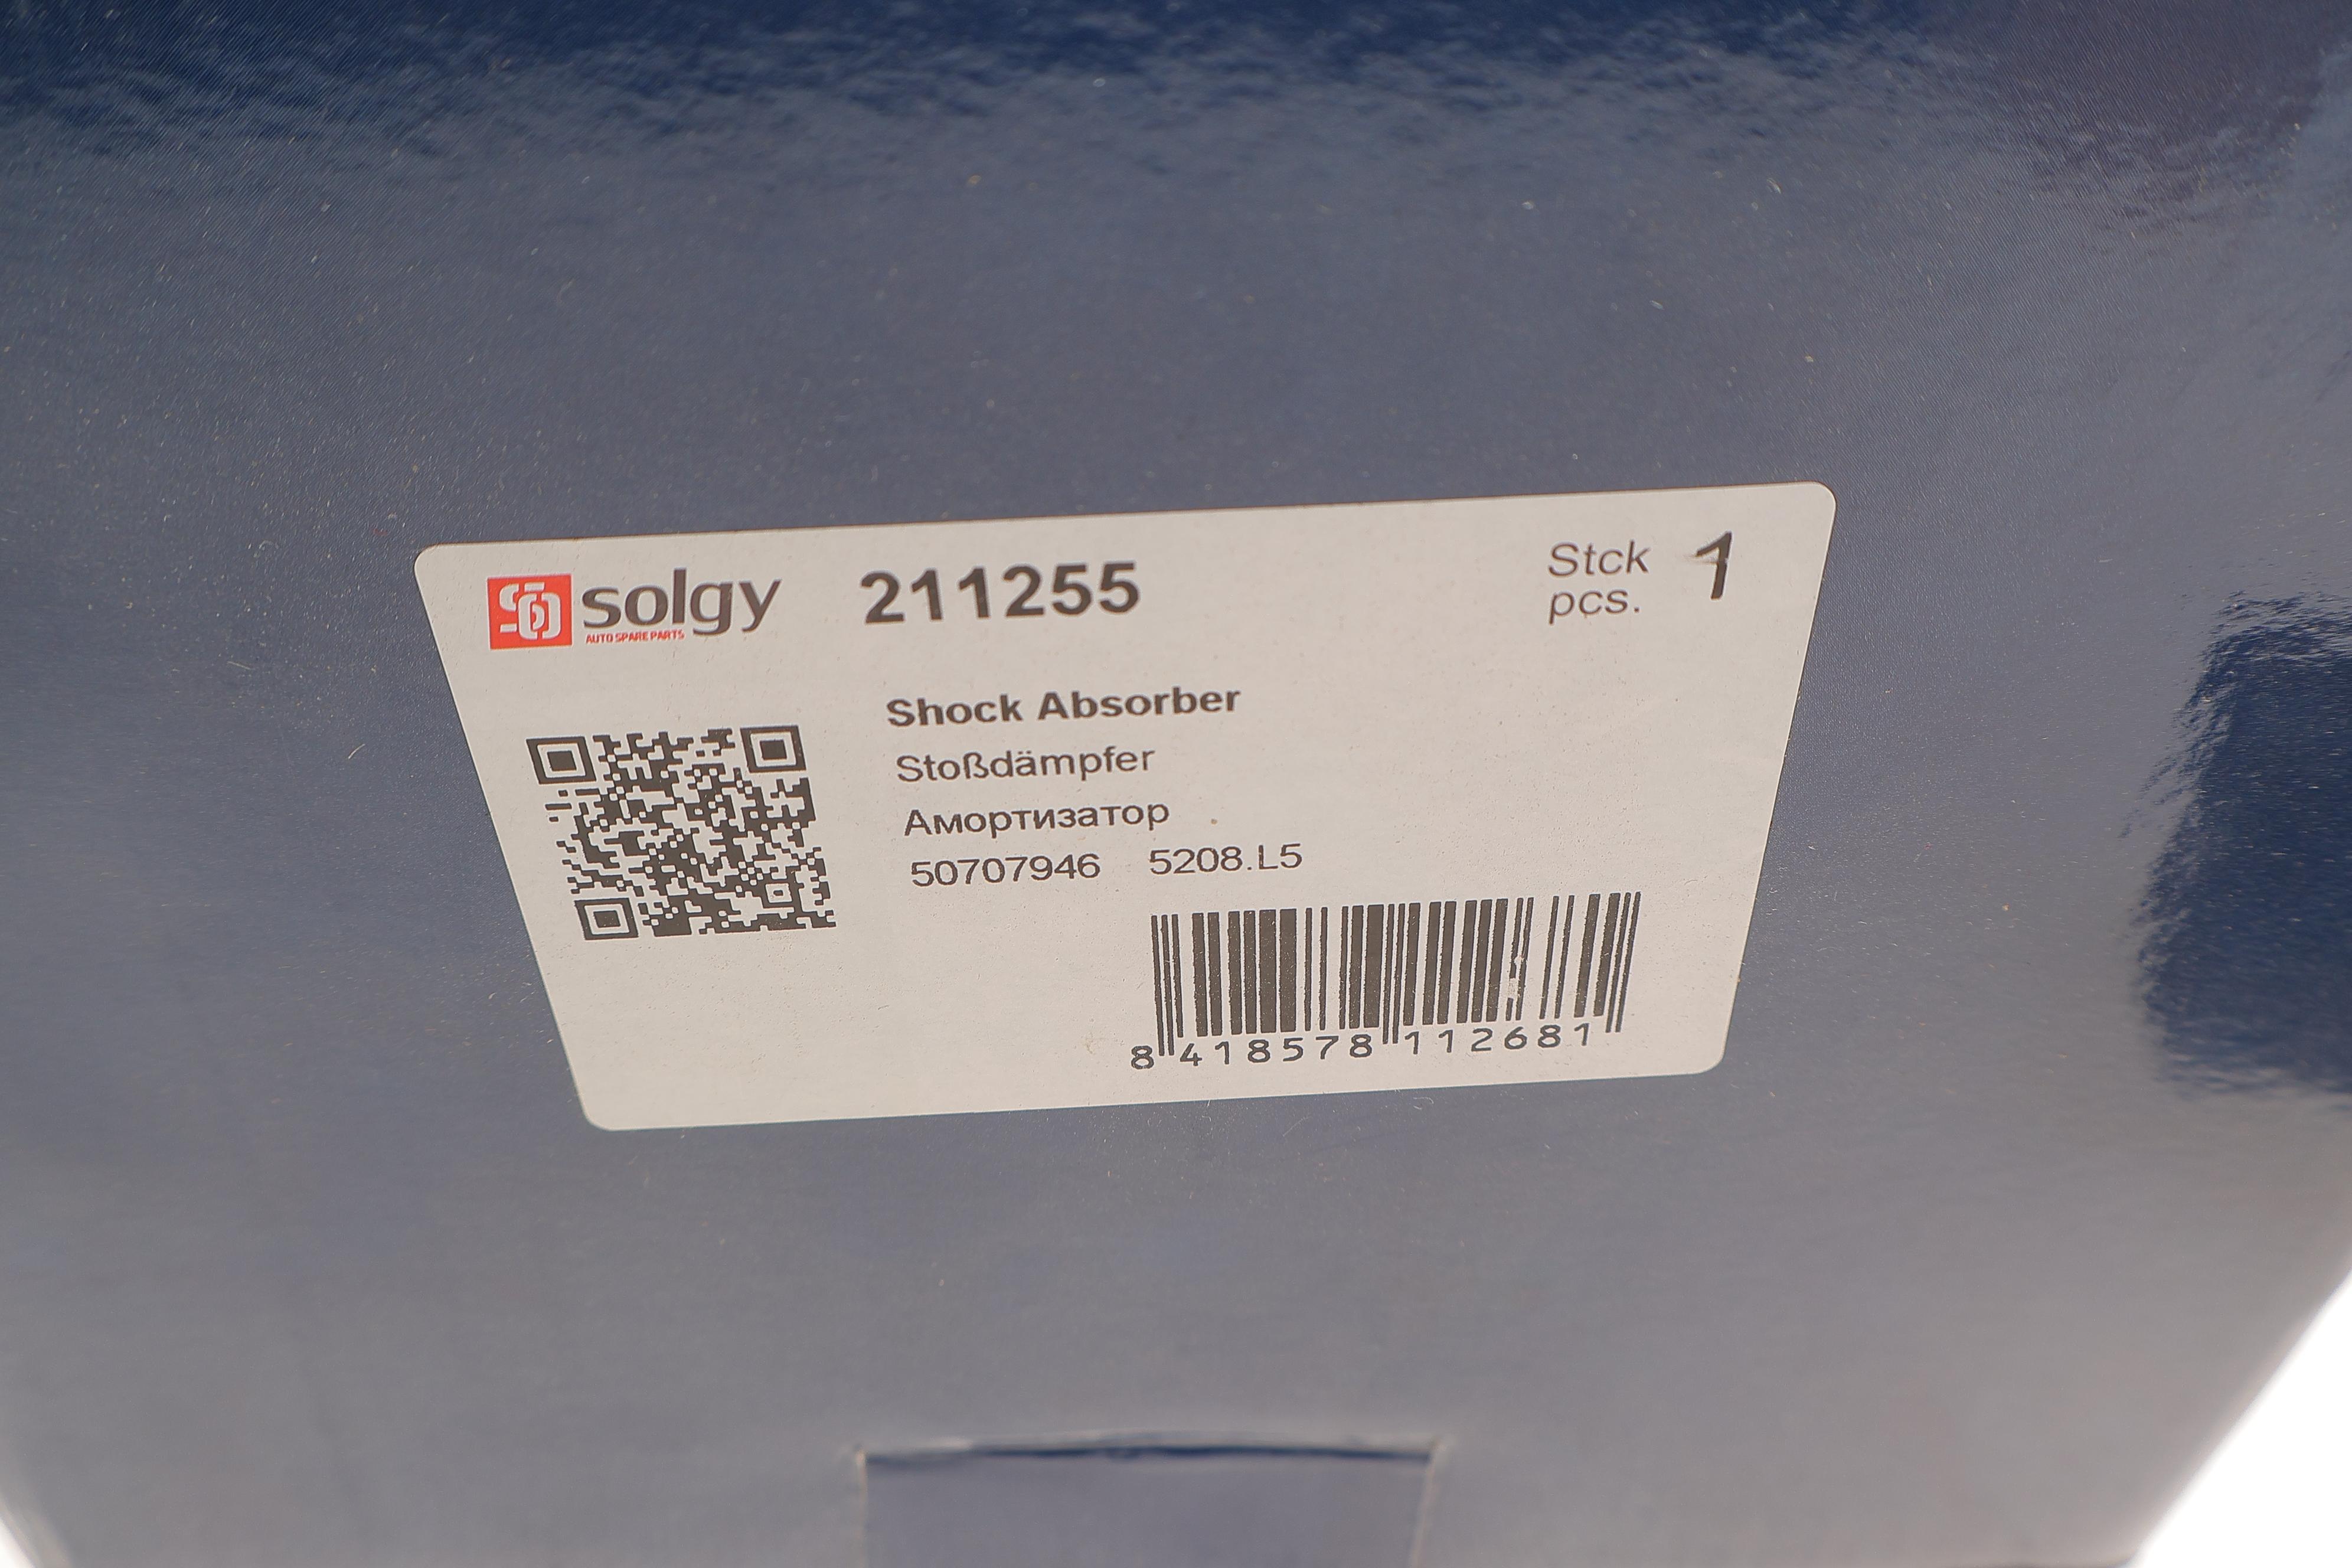 solgy 211255 Stck pcs. 1
AUTO SPARE PARTS
Shock Absorber
Stoßdämpfer
Амортизатор
50707946 5208.L5
8 418578 112681